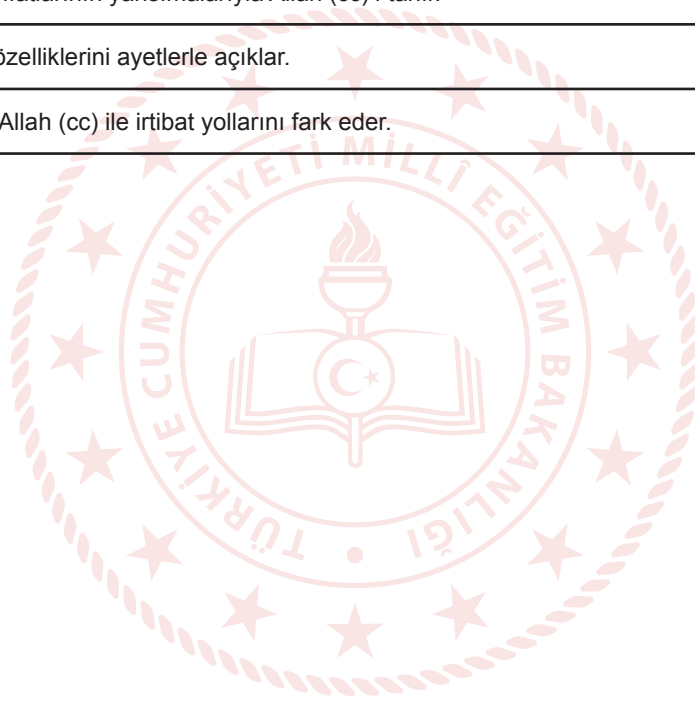 Allah (cc)'ı tanır.
özelliklerini ayetlerle açıklar.
Allah (cc) ile irtibat yollarını fark eder.
TÜRKİYE CUMHURİYETİ MİLLÎ EĞİTİM BAKANLIĞI